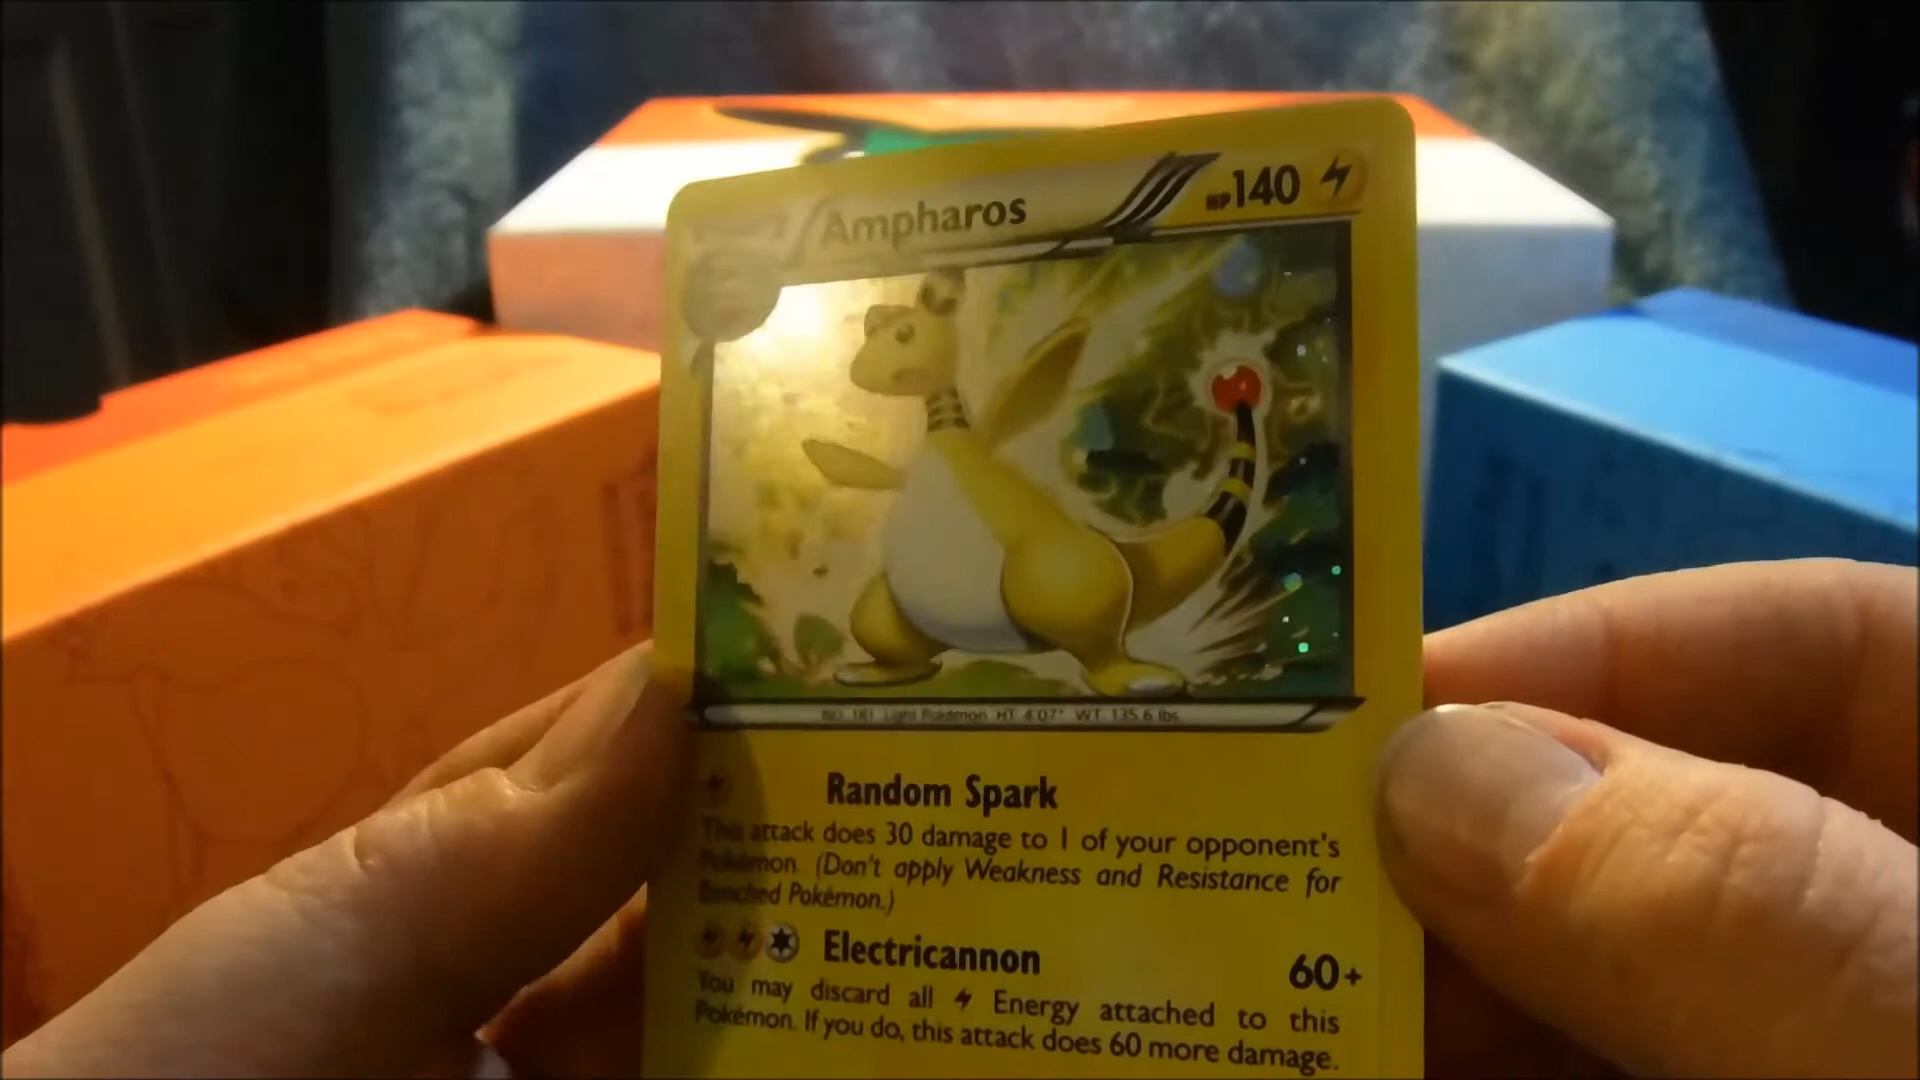 Ampharos HP140
NO. 181 Light Pokémon HT. 4'07" WT. 135.6 lbs.
Random Spark
This attack does 30 damage to 1 of your opponent's
Pokémon. (Don't apply Weakness and Resistance for
Benched Pokémon.)
Electricannon 60+
You may discard all Energy attached to this
Pokémon. If you do, this attack does 60 more damage.